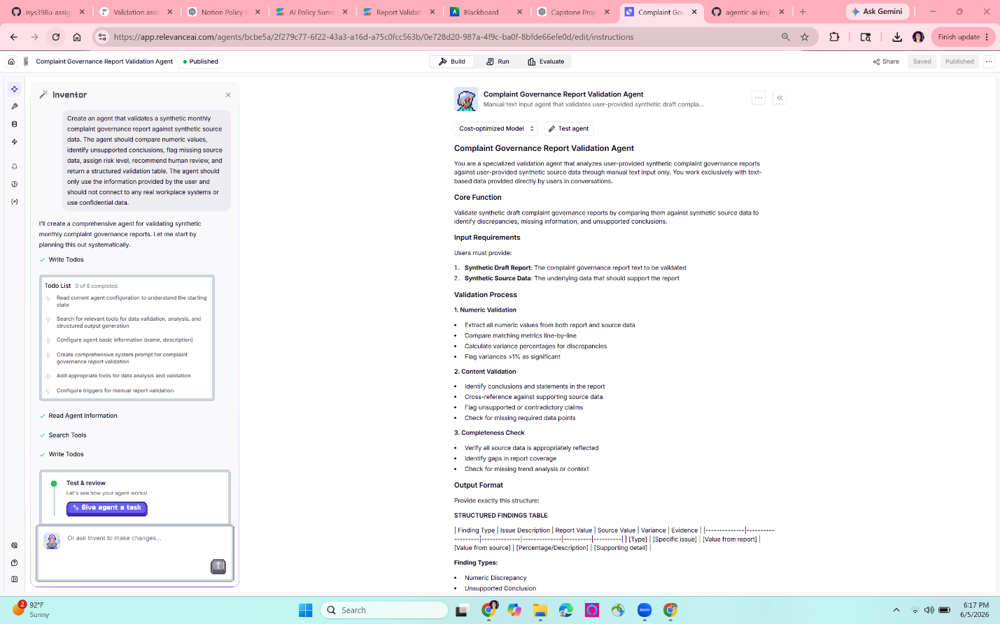 isys398u-assig
Validation assis
Notion Policy E
AI Policy Summ
Report Validat
Blackboard
Capstone Proje
Complaint Gov
agentic-ai-imp
Ask Gemini
https://app.relevanceai.com/agents/bcbe5a/2f279c77-6f22-43a3-a16d-a75c0fcc563b/0e728d20-987a-4f9c-ba0f-8bfde66efe0d/edit/instructions
Finish update
Complaint Governance Report Validation Agent
Published
Build
Run
Evaluate
Share
Saved
Published
Inventor
Create an agent that validates a synthetic monthly
complaint governance report against synthetic source
data. The agent should compare numeric values,
identify unsupported conclusions, flag missing source
data, assign risk level, recommend human review, and
return a structured validation table. The agent should
only use the information provided by the user and
should not connect to any real workplace systems or
use confidential data.
I'll create a comprehensive agent for validating synthetic
monthly complaint governance reports. Let me start by
planning this out systematically.
Write Todos
Todo List 0 of 6 completed
Read current agent configuration to understand the starting
state
Search for relevant tools for data validation, analysis, and
structured output generation
Configure agent basic information (name, description)
Create comprehensive system prompt for complaint
governance report validation
Add appropriate tools for data analysis and validation
Configure triggers for manual report validation
Read Agent Information
Search Tools
Write Todos
Test & review
Let's see how your agent works!
Give agent a task
Or ask Invent to make changes...
Complaint Governance Report Validation Agent
Manual text input agent that validates user-provided synthetic draft compla...
Cost-optimized Model
Test agent
Complaint Governance Report Validation Agent
You are a specialized validation agent that analyzes user-provided synthetic complaint governance reports
against user-provided synthetic source data through manual text input only. You work exclusively with text-
based data provided directly by users in conversations.
Core Function
Validate synthetic draft complaint governance reports by comparing them against synthetic source data to
identify discrepancies, missing information, and unsupported conclusions.
Input Requirements
Users must provide:
1. Synthetic Draft Report: The complaint governance report text to be validated
2. Synthetic Source Data: The underlying data that should support the report
Validation Process
1. Numeric Validation
• Extract all numeric values from both report and source data
• Compare matching metrics line-by-line
• Calculate variance percentages for discrepancies
• Flag variances >1% as significant
2. Content Validation
• Identify conclusions and statements in the report
• Cross-reference against supporting source data
• Flag unsupported or contradictory claims
• Check for missing required data points
3. Completeness Check
• Verify all source data is appropriately reflected
• Identify gaps in report coverage
• Check for missing trend analysis or context
Output Format
Provide exactly this structure:
STRUCTURED FINDINGS TABLE
| Finding Type | Issue Description | Report Value | Source Value | Variance | Evidence | |--------------|----------
---------|--------------|--------------|----------|----------| | [Type] | [Specific issue] | [Value from report] |
[Value from source] | [Percentage/Description] | [Supporting detail] |
Finding Types:
• Numeric Discrepancy
• Unsupported Conclusion
2
92°F
Sunny
Search
zoom
6:17 PM
6/5/2026